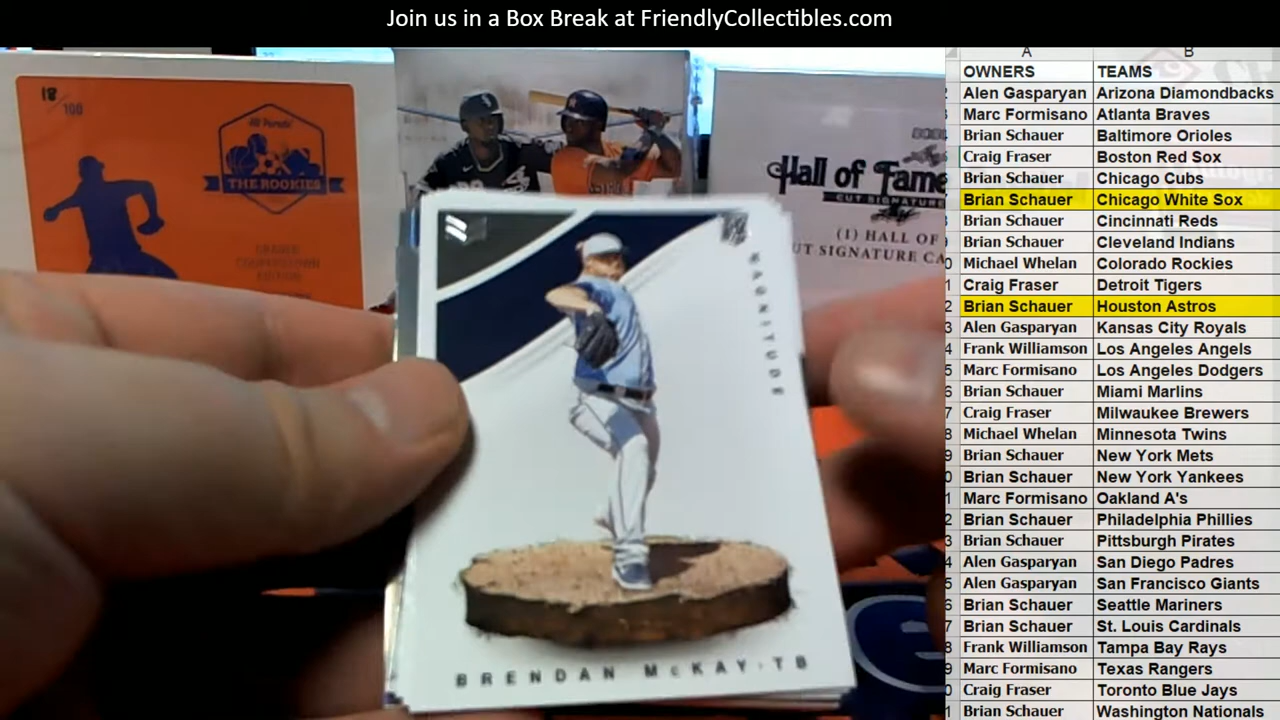 Join us in a Box Break at FriendlyCollectibles.com
A B
OWNERS TEAMS
Alen Gasparyan Arizona Diamondbacks
Marc Formisano Atlanta Braves
Brian Schauer Baltimore Orioles
Craig Fraser Boston Red Sox
Brian Schauer Chicago Cubs
Brian Schauer Chicago White Sox
Brian Schauer Cincinnati Reds
Brian Schauer Cleveland Indians
Michael Whelan Colorado Rockies
Craig Fraser Detroit Tigers
Brian Schauer Houston Astros
Alen Gasparyan Kansas City Royals
Frank Williamson Los Angeles Angels
Marc Formisano Los Angeles Dodgers
Brian Schauer Miami Marlins
Craig Fraser Milwaukee Brewers
Michael Whelan Minnesota Twins
Brian Schauer New York Mets
Brian Schauer New York Yankees
Marc Formisano Oakland A's
Brian Schauer Philadelphia Phillies
Brian Schauer Pittsburgh Pirates
Alen Gasparyan San Diego Padres
Alen Gasparyan San Francisco Giants
Brian Schauer Seattle Mariners
Brian Schauer St. Louis Cardinals
Frank Williamson Tampa Bay Rays
Marc Formisano Texas Rangers
Craig Fraser Toronto Blue Jays
Brian Schauer Washington Nationals
18/100
Hit Parade
THE ROOKIES
Hall of Fame
CUT SIGNATURE
(1) HALL OF
UT SIGNATURE CA
MAGNITUDE
BRENDAN McKAY · TB